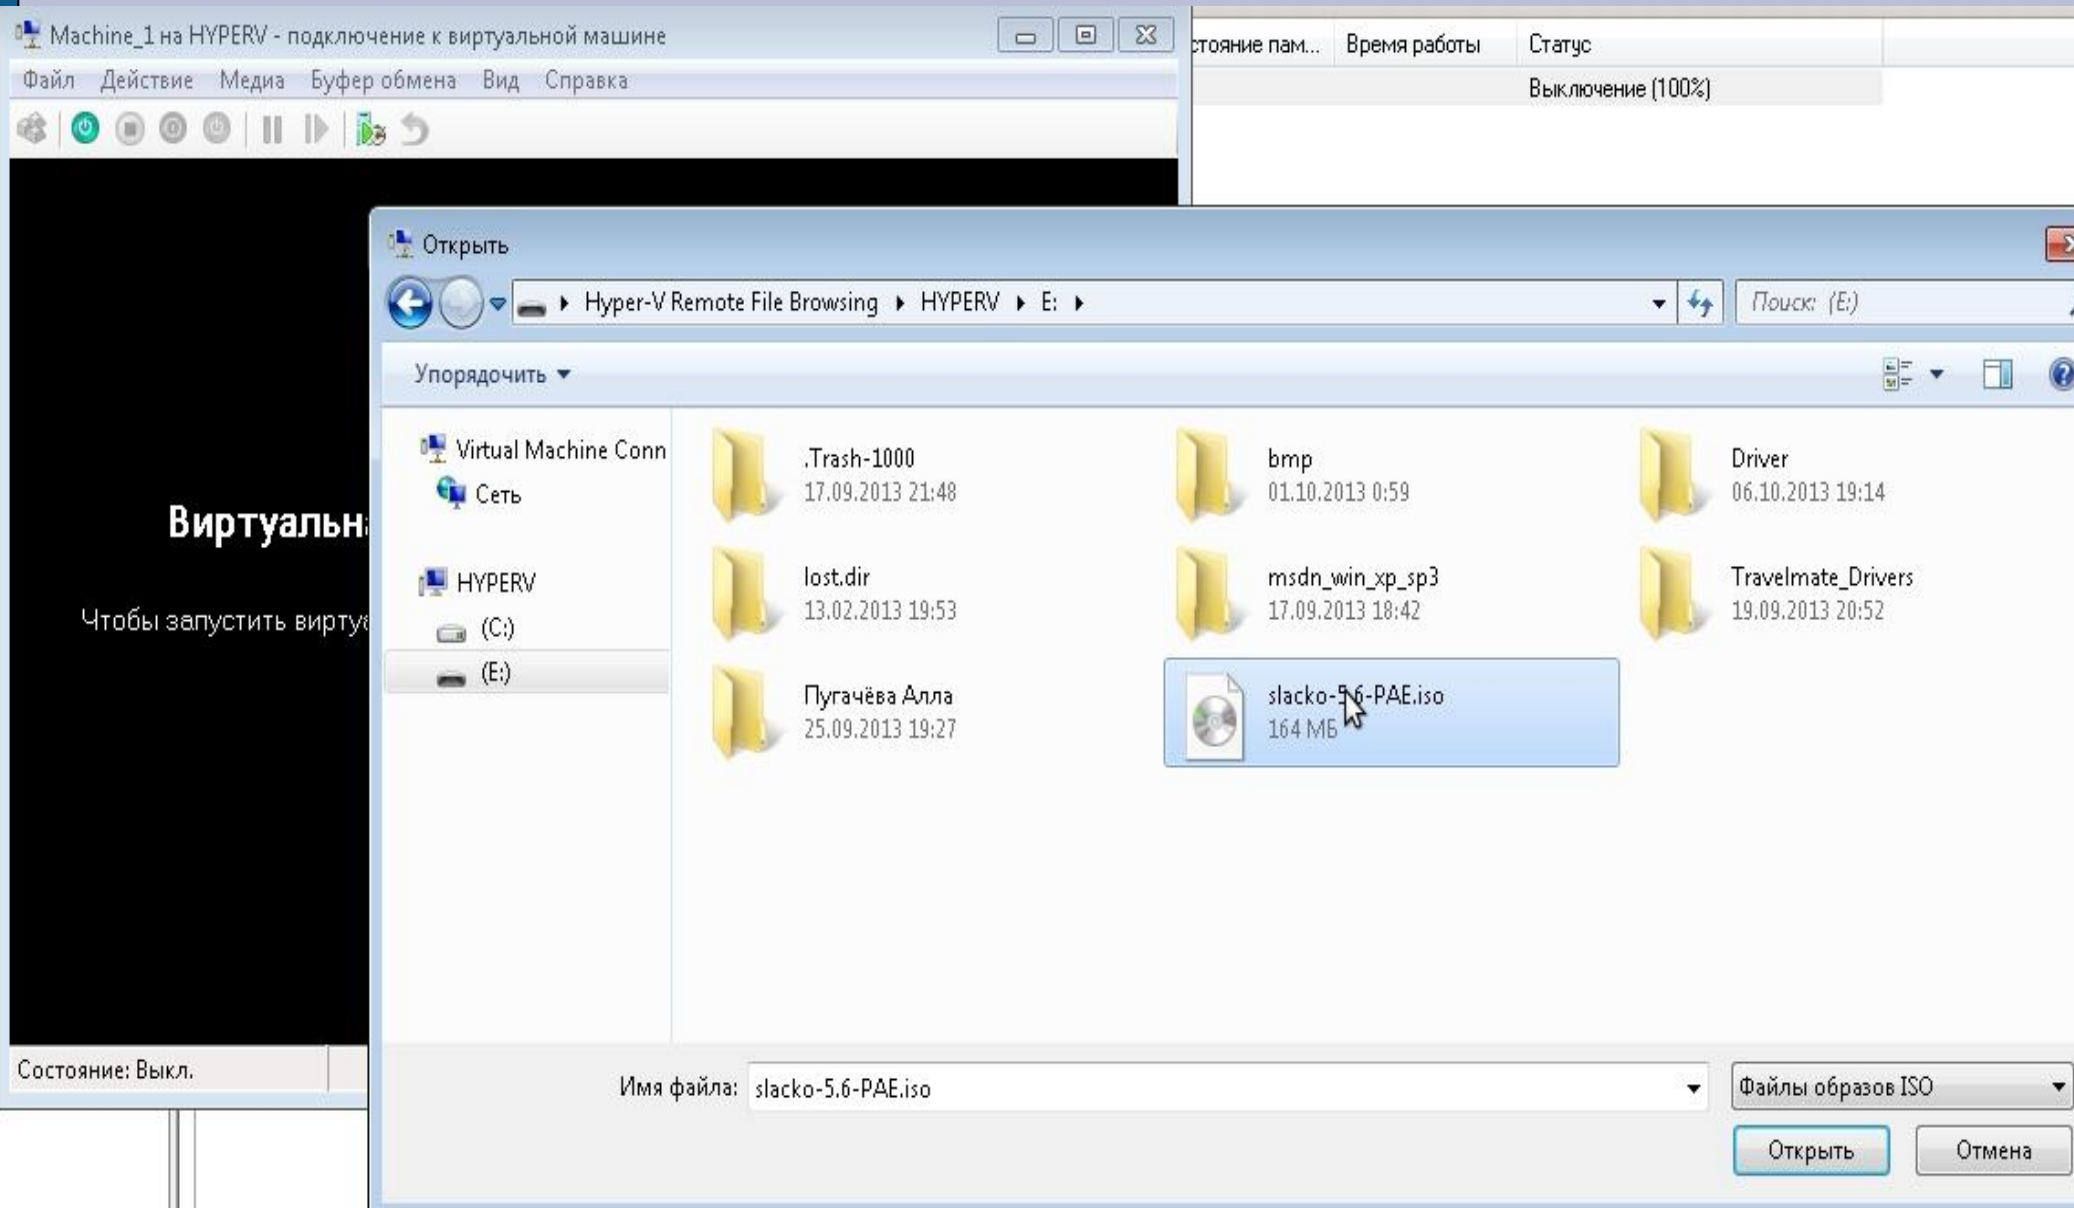 Machine_1 на HYPERV - подключение к виртуальной машине
Файл Действие Медиа Буфер обмена Вид Справка
стояние пам... Время работы Статус
Выключение (100%)
Виртуальна
Чтобы запустить вирту
Состояние: Выкл.
Открыть
Hyper-V Remote File Browsing HYPERV E:
Поиск: (E:)
Упорядочить
Virtual Machine Conn
Сеть
HYPERV
(C:)
(E:)
.Trash-1000
17.09.2013 21:48
bmp
01.10.2013 0:59
Driver
06.10.2013 19:14
lost.dir
13.02.2013 19:53
msdn_win_xp_sp3
17.09.2013 18:42
Travelmate_Drivers
19.09.2013 20:52
Пугачёва Алла
25.09.2013 19:27
slacko-5.6-PAE.iso
164 МБ
Имя файла: slacko-5.6-PAE.iso
Файлы образов ISO
Открыть Отмена